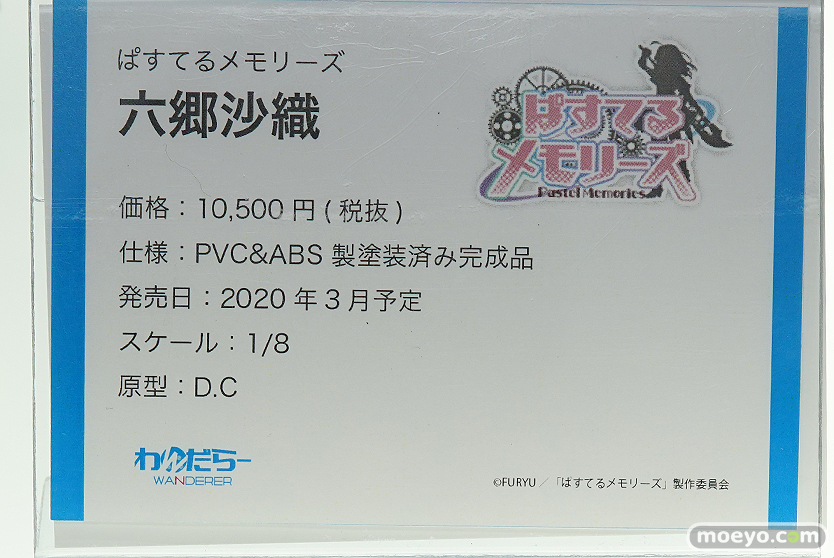 ぱすてるメモリーズ
六郷沙織
ぱすてる
メモリーズ
Pastel Memories
価格：10,500 円 ( 税抜 )
仕様：PVC&ABS 製塗装済み完成品
発売日：2020 年 3 月予定
スケール：1/8
原型：D.C
わんだらー
WANDERER
©FURYU ／「ぱすてるメモリーズ」製作委員会
moeyo.com